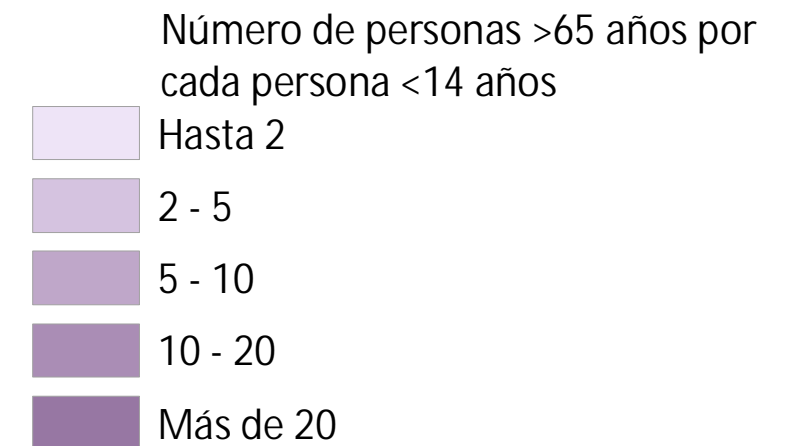 Número de personas >65 años por
cada persona <14 años
Hasta 2
2 - 5
5 - 10
10 - 20
Más de 20